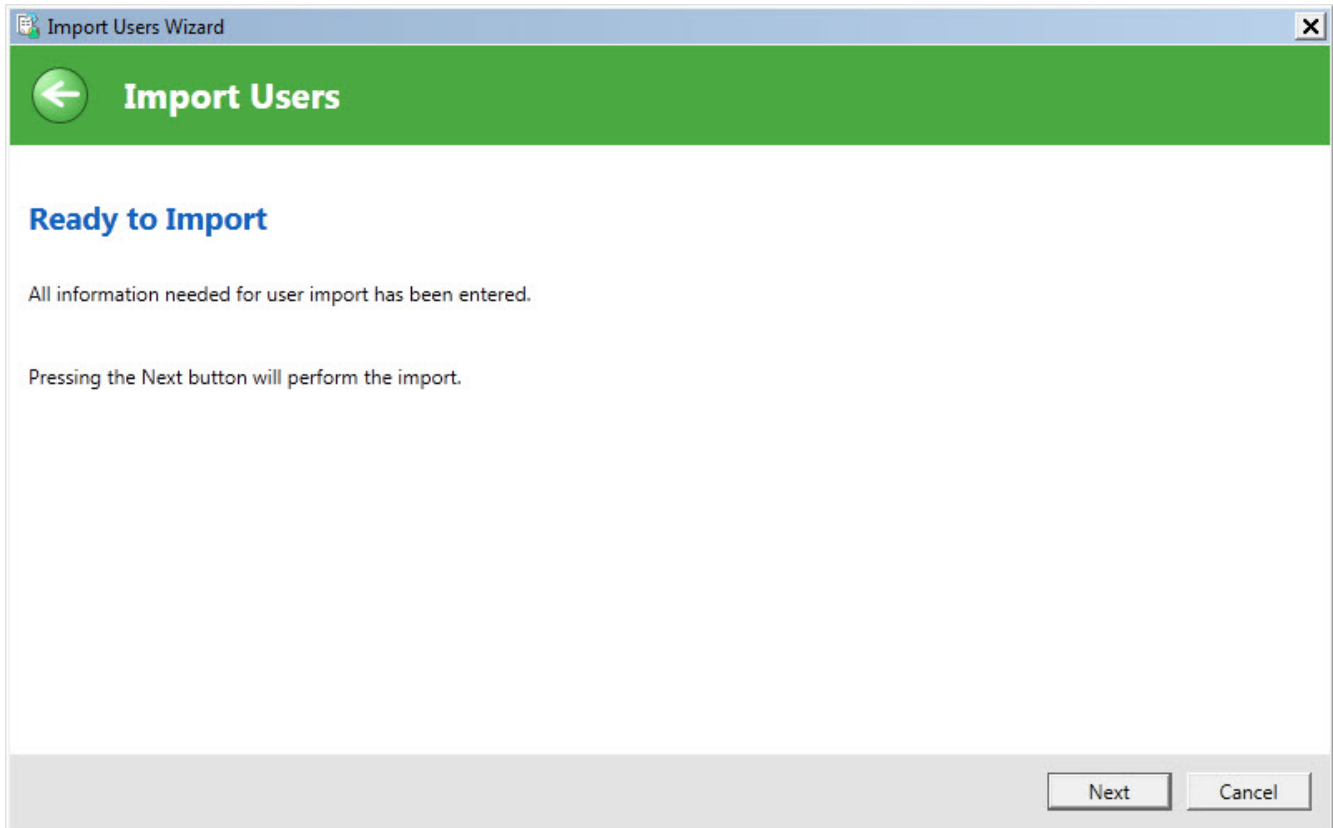 Import Users Wizard
Import Users
Ready to Import
All information needed for user import has been entered.
Pressing the Next button will perform the import.
Next Cancel